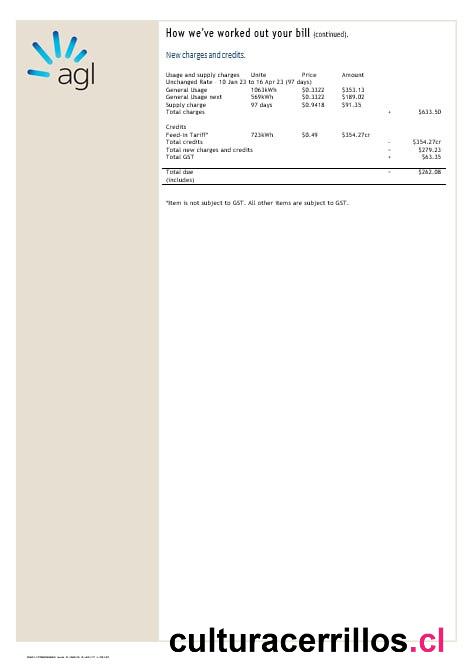 agl
How we've worked out your bill (continued).
New charges and credits.
Usage and supply charges Units Price Amount
Unchanged Rate - 10 Jan 23 to 16 Apr 23 (97 days)
General Usage 1063kWh $0.3322 $353.13
General Usage next 569kWh $0.3322 $189.02
Supply charge 97 days $0.9418 $91.35
Total charges + $633.50
Credits
Feed-in Tariff* 723kWh $0.49 $354.27cr
Total credits - $354.27cr
Total new charges and credits = $279.23
Total GST + $63.35
Total due = $262.08
(includes)
*Item is not subject to GST. All other items are subject to GST.
culturacerrillos.cl